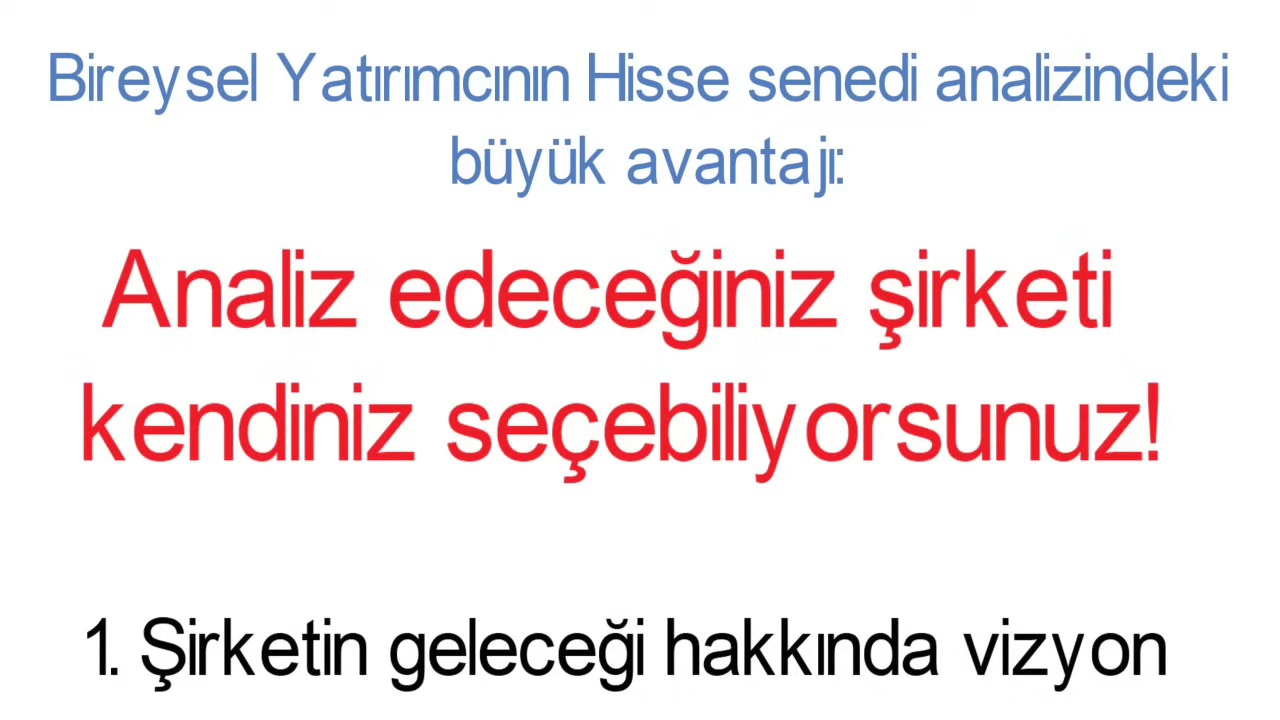 Bireysel Yatırımcının Hisse senedi analizindeki
büyük avantajı:
Analiz edeceğiniz şirketi
kendiniz seçebiliyorsunuz!
1. Şirketin geleceği hakkında vizyon